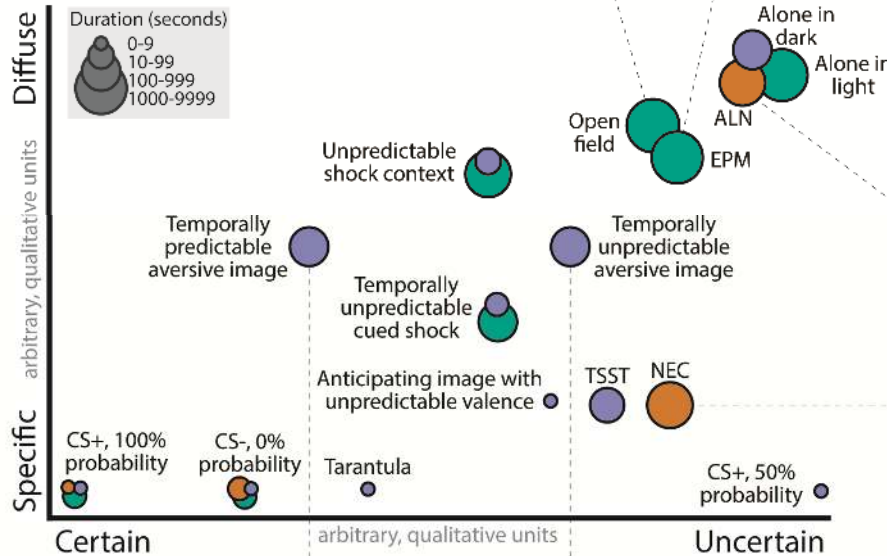 Duration (seconds)
0-9
10-99
100-999
1000-9999
Diffuse
arbitrary, qualitative units
Specific
Alone in
dark
Alone in
light
ALN
Open
field
EPM
Unpredictable
shock context
Temporally
predictable
aversive image
Temporally
unpredictable
aversive image
Temporally
unpredictable
cued shock
Anticipating image with
unpredictable valence
TSST
NEC
CS+, 100%
probability
CS-, 0%
probability
Tarantula
CS+, 50%
probability
Certain
arbitrary, qualitative units
Uncertain